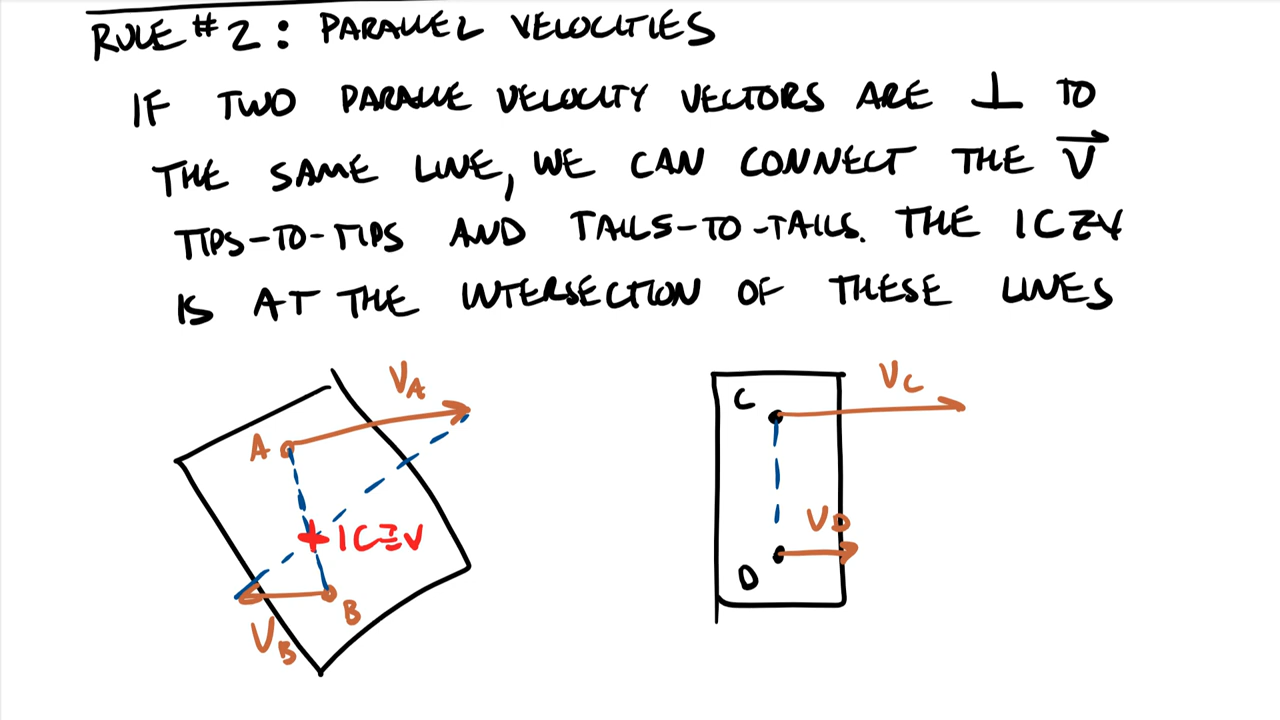 RULE #2: PARALLEL VELOCITIES
IF TWO PARALLE VELOCITY VECTORS ARE ⊥ TO
THE SAME LINE, WE CAN CONNECT THE V⃗
TIPS-TO-TIPS AND TAILS-TO-TAILS. THE ICZV
IS AT THE INTERSECTION OF THESE LINES
VA
VC
C
A
VD
ICZV
D
B
VB